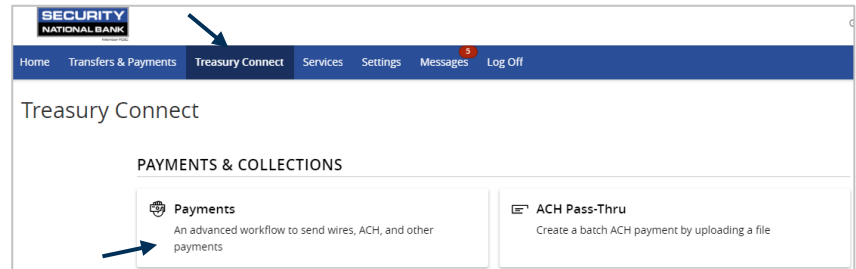 SECURITY
NATIONAL BANK
Member FDIC
Home Transfers & Payments Treasury Connect Services Settings Messages 5 Log Off
Treasury Connect
PAYMENTS & COLLECTIONS
Payments
An advanced workflow to send wires, ACH, and other
payments
ACH Pass-Thru
Create a batch ACH payment by uploading a file